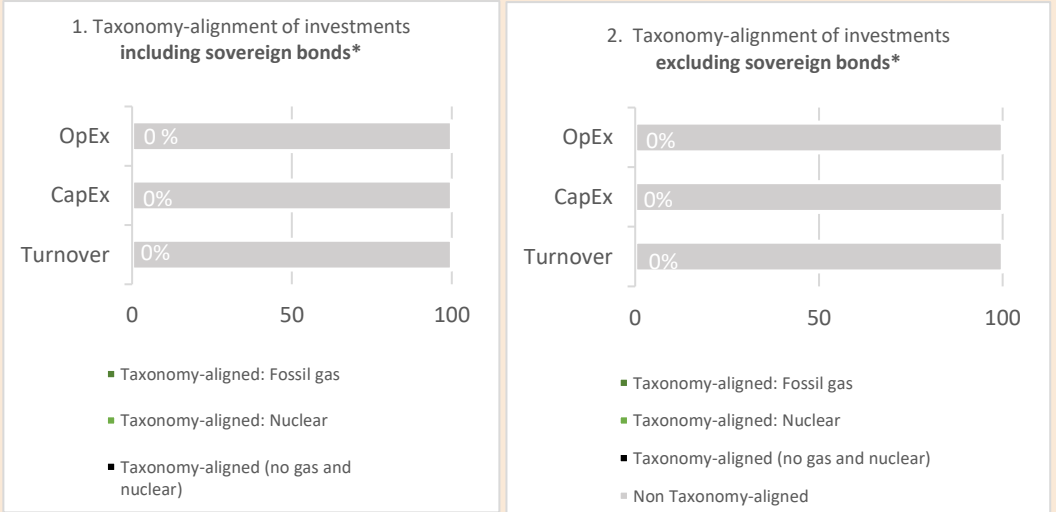 1. Taxonomy-alignment of investments
including sovereign bonds*
OpEx
0 %
CapEx
0%
Turnover
0%
0
50
100
Taxonomy-aligned: Fossil gas
Taxonomy-aligned: Nuclear
Taxonomy-aligned (no gas and
nuclear)
2. Taxonomy-alignment of investments
excluding sovereign bonds*
OpEx
0%
CapEx
0%
Turnover
0%
0
50
100
Taxonomy-aligned: Fossil gas
Taxonomy-aligned: Nuclear
Taxonomy-aligned (no gas and nuclear)
Non Taxonomy-aligned